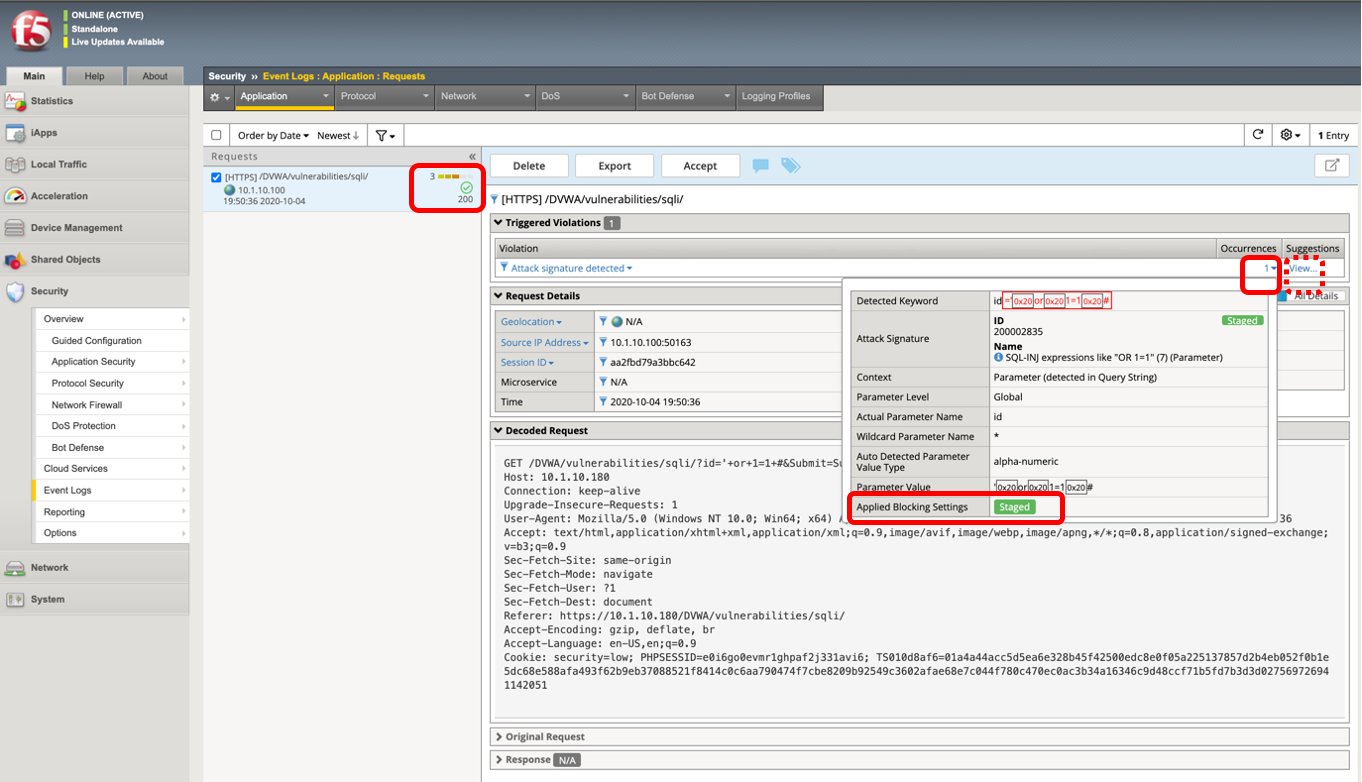 f5
ONLINE (ACTIVE)
Standalone
Live Updates Available
Main
Help
About
Statistics
iApps
Local Traffic
Acceleration
Device Management
Shared Objects
Security
Overview
Guided Configuration
Application Security
Protocol Security
Network Firewall
DoS Protection
Bot Defense
Cloud Services
Event Logs
Reporting
Options
Network
System
Security ›› Event Logs : Application : Requests
Application
Protocol
Network
DoS
Bot Defense
Logging Profiles
Order by Date Newest ↓
1 Entry
Requests «
[HTTPS] /DVWA/vulnerabilities/sqli/
10.1.10.100
19:50:36 2020-10-04
3
200
Delete
Export
Accept
[HTTPS] /DVWA/vulnerabilities/sqli/
Triggered Violations 1
Violation Occurrences Suggestions
Attack signature detected 1 View...
Request Details
All Details
Geolocation N/A
Source IP Address 10.1.10.100:50163
Session ID aa2fbd79a3bbc642
Microservice N/A
Time 2020-10-04 19:50:36
Detected Keyword id='0x20or0x201=10x20#
Attack Signature
ID
200002835
Staged
Name
SQL-INJ expressions like "OR 1=1" (7) (Parameter)
Context Parameter (detected in Query String)
Parameter Level Global
Actual Parameter Name id
Wildcard Parameter Name *
Auto Detected Parameter
Value Type
alpha-numeric
Parameter Value '0x20or0x201=10x20#
Applied Blocking Settings Staged
Decoded Request
GET /DVWA/vulnerabilities/sqli/?id='+or+1=1+#&Submit=Su
Host: 10.1.10.180
Connection: keep-alive
Upgrade-Insecure-Requests: 1
User-Agent: Mozilla/5.0 (Windows NT 10.0; Win64; x64) 36
Accept: text/html,application/xhtml+xml,application/xml;q=0.9,image/avif,image/webp,image/apng,*/*;q=0.8,application/signed-exchange;
v=b3;q=0.9
Sec-Fetch-Site: same-origin
Sec-Fetch-Mode: navigate
Sec-Fetch-User: ?1
Sec-Fetch-Dest: document
Referer: https://10.1.10.180/DVWA/vulnerabilities/sqli/
Accept-Encoding: gzip, deflate, br
Accept-Language: en-US,en;q=0.9
Cookie: security=low; PHPSESSID=e0i6go0evmr1ghpaf2j331avi6; TS010d8af6=01a4a44acc5d5ea6e328b45f42500edc8e0f05a225137857d2b4eb052f0b1e
5dc68e588afa493f62b9eb37088521f8414c0c6aa790474f7cbe8209b92549c3602afae68e7c044f780c470ec0ac3b34a16346c9d48ccf71b5fd7b3d3d02756972694
1142051
Original Request
Response N/A